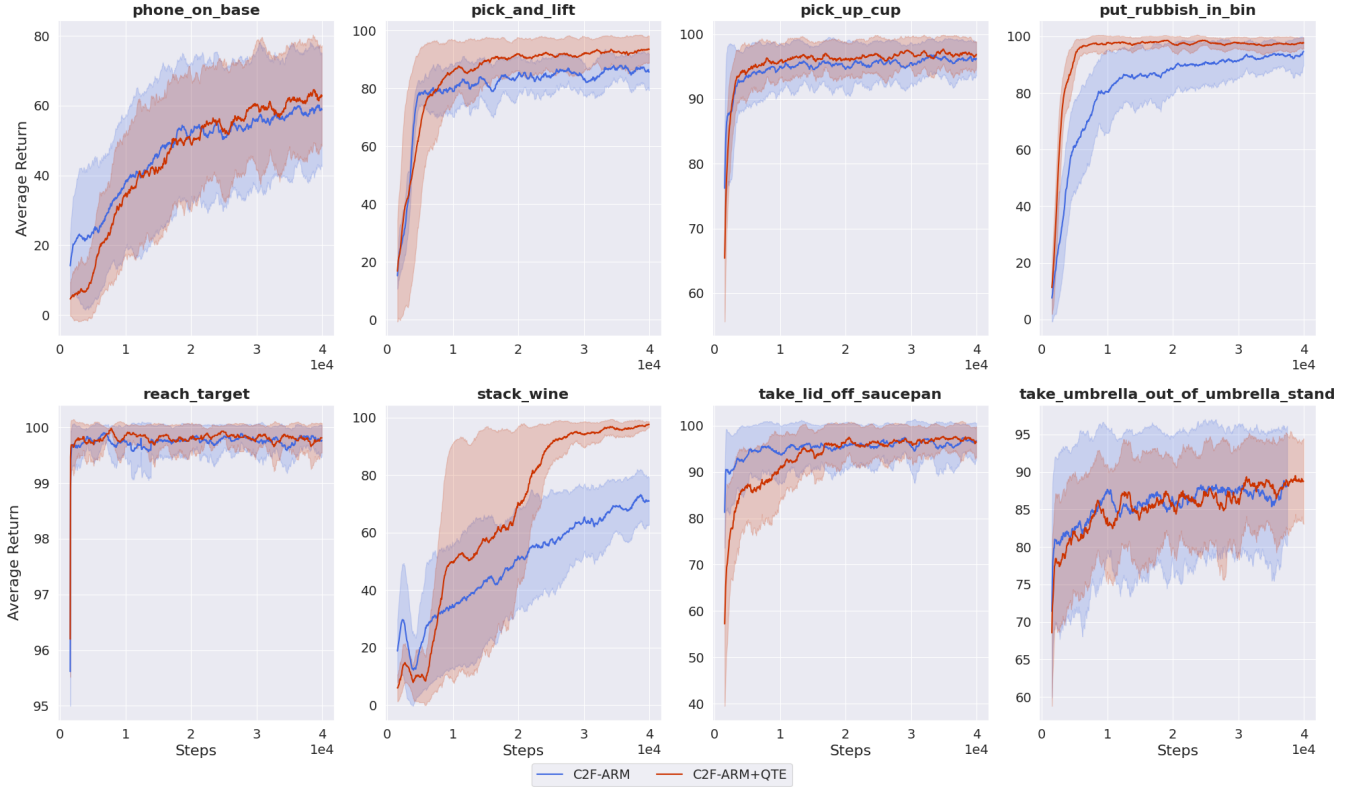 phone_on_base pick_and_lift pick_up_cup put_rubbish_in_bin
Average Return
80
60
40
20
0
0 1 2 3 4
1e4
100
80
60
40
20
0
0 1 2 3 4
1e4
100
90
80
70
60
0 1 2 3 4
1e4
100
80
60
40
20
0
0 1 2 3 4
1e4
reach_target stack_wine take_lid_off_saucepan take_umbrella_out_of_umbrella_stand
Average Return
100
99
98
97
96
95
0 1 2 3 4
1e4
Steps
100
80
60
40
20
0
0 1 2 3 4
1e4
Steps
100
90
80
70
60
50
40
0 1 2 3 4
1e4
Steps
95
90
85
80
75
70
65
60
0 1 2 3 4
1e4
Steps
C2F-ARM C2F-ARM+QTE